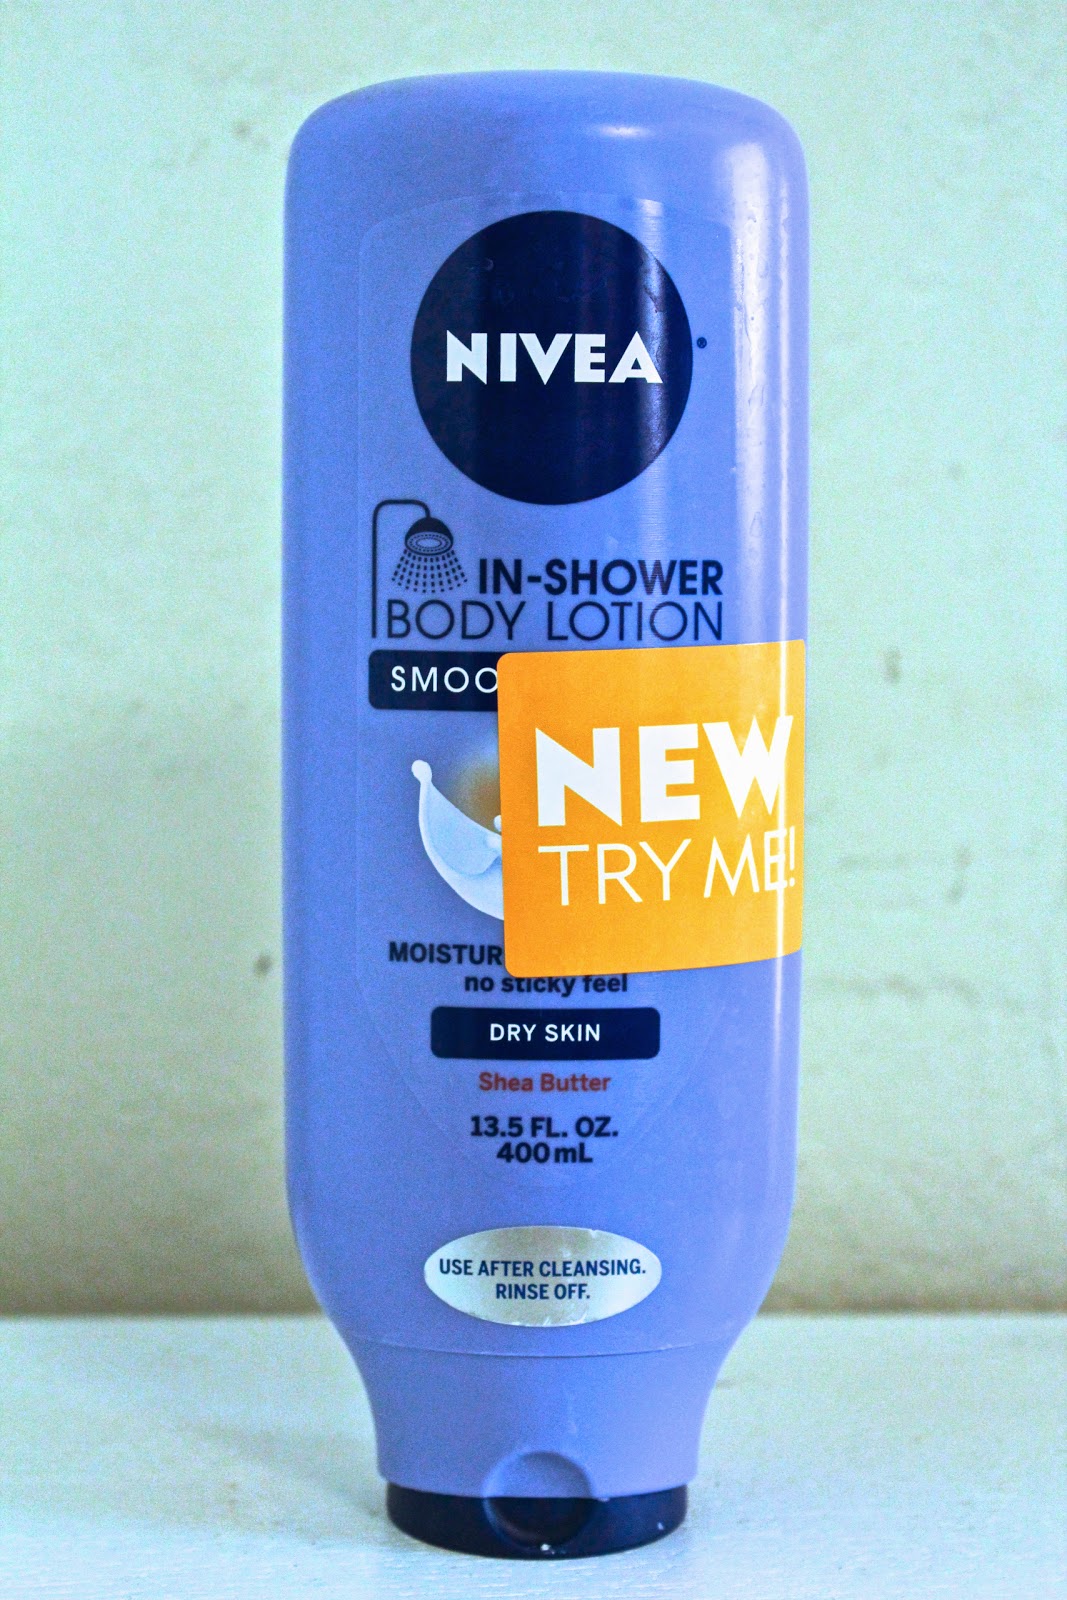 NIVEA®
IN-SHOWER
BODY LOTION
SMOO
NEW
TRY ME!
MOISTUR
no sticky feel
DRY SKIN
Shea Butter
13.5 FL. OZ.
400mL
USE AFTER CLEANSING.
RINSE OFF.